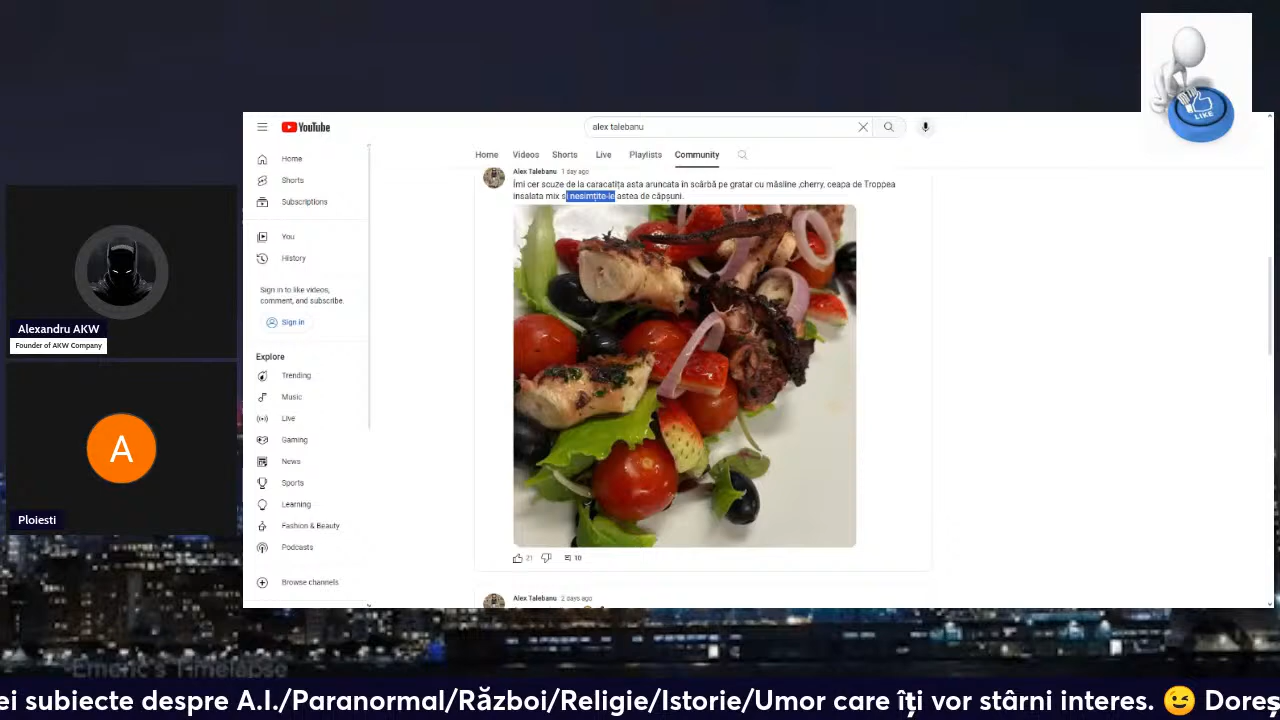 LIKE
YouTube
alex talebanu
Home
Videos
Shorts
Live
Playlists
Community
Home
Shorts
Subscriptions
You
History
Sign in to like videos,
comment, and subscribe.
Sign in
Explore
Trending
Music
Live
Gaming
News
Sports
Learning
Fashion & Beauty
Podcasts
Browse channels
Alex Talebanu 1 day ago
Îmi cer scuze de la caracatița asta aruncata în scârbă pe gratar cu măsline ,cherry, ceapa de Troppea
insalata mix si nesimțite-le astea de căpșuni.
21
10
Alex Talebanu 2 days ago
Alexandru AKW
Founder of AKW Company
A
Ploiesti
Emaric's Timelapse
ei subiecte despre A.I./Paranormal/Război/Religie/Istorie/Umor care îți vor stârni interes. 😉 Doreș